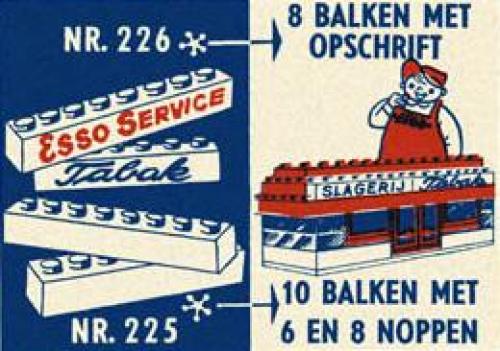 NR. 226
8 BALKEN MET
OPSCHRIFT
ESSO SERVICE
Tabak
SLAGERIJ Tabak
NR. 225
10 BALKEN MET
6 EN 8 NOPPEN